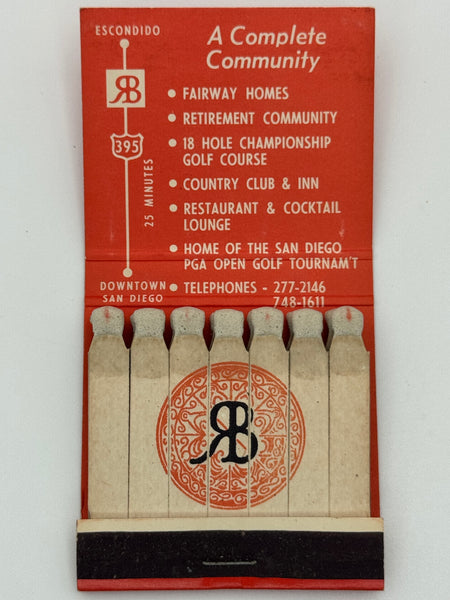 ESCONDIDO
RB
395
25 MINUTES
DOWNTOWN
SAN DIEGO
A Complete
Community
• FAIRWAY HOMES
• RETIREMENT COMMUNITY
• 18 HOLE CHAMPIONSHIP
GOLF COURSE
• COUNTRY CLUB & INN
• RESTAURANT & COCKTAIL
LOUNGE
• HOME OF THE SAN DIEGO
PGA OPEN GOLF TOURNAM'T
• TELEPHONES - 277-2146
748-1611
RB